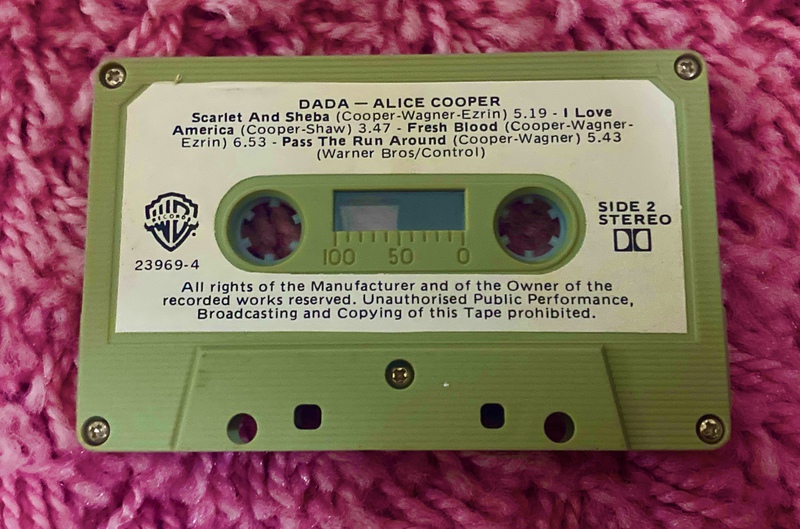 DADA — ALICE COOPER
Scarlet And Sheba (Cooper-Wagner-Ezrin) 5.19 - I Love
America (Cooper-Shaw) 3.47 - Fresh Blood (Cooper-Wagner-
Ezrin) 6.53 - Pass The Run Around (Cooper-Wagner) 5.43
(Warner Bros/Control)
WB
RECORDS
23969-4
100 50 0
SIDE 2
STEREO
All rights of the Manufacturer and of the Owner of the
recorded works reserved. Unauthorised Public Performance,
Broadcasting and Copying of this Tape prohibited.